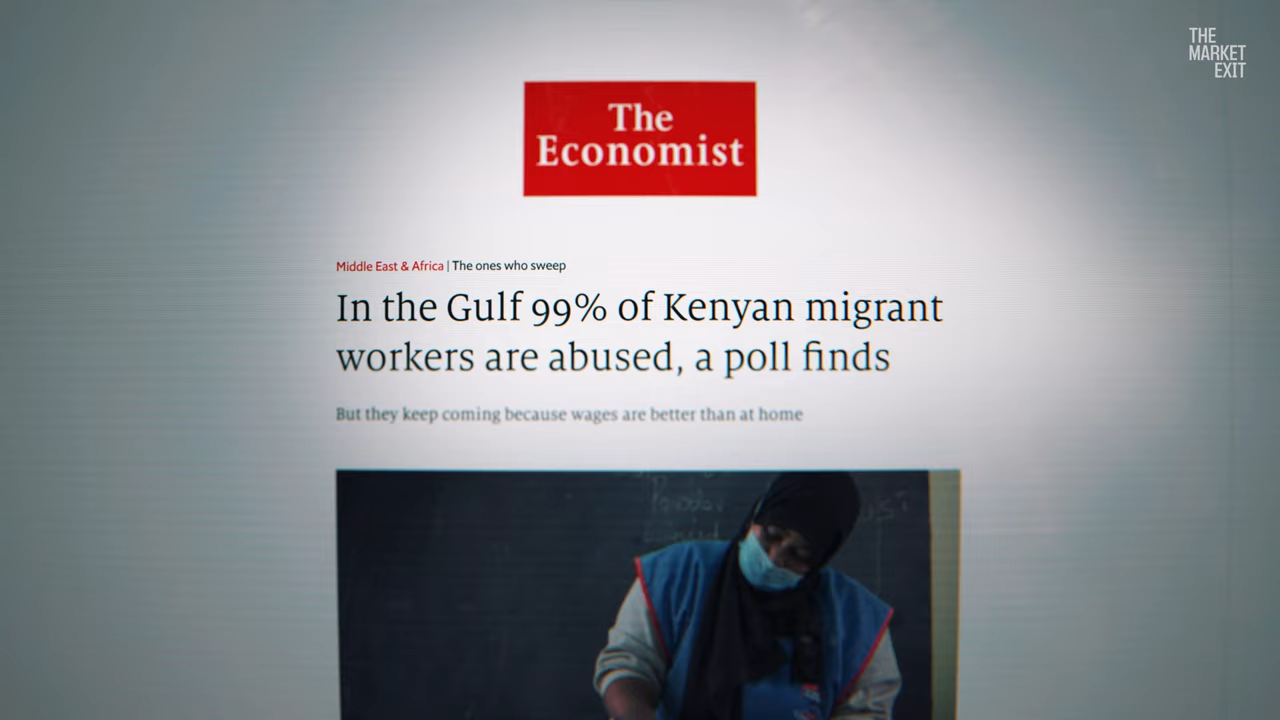 THE
MARKET
EXIT
The
Economist
Middle East & Africa | The ones who sweep
In the Gulf 99% of Kenyan migrant
workers are abused, a poll finds
But they keep coming because wages are better than at home